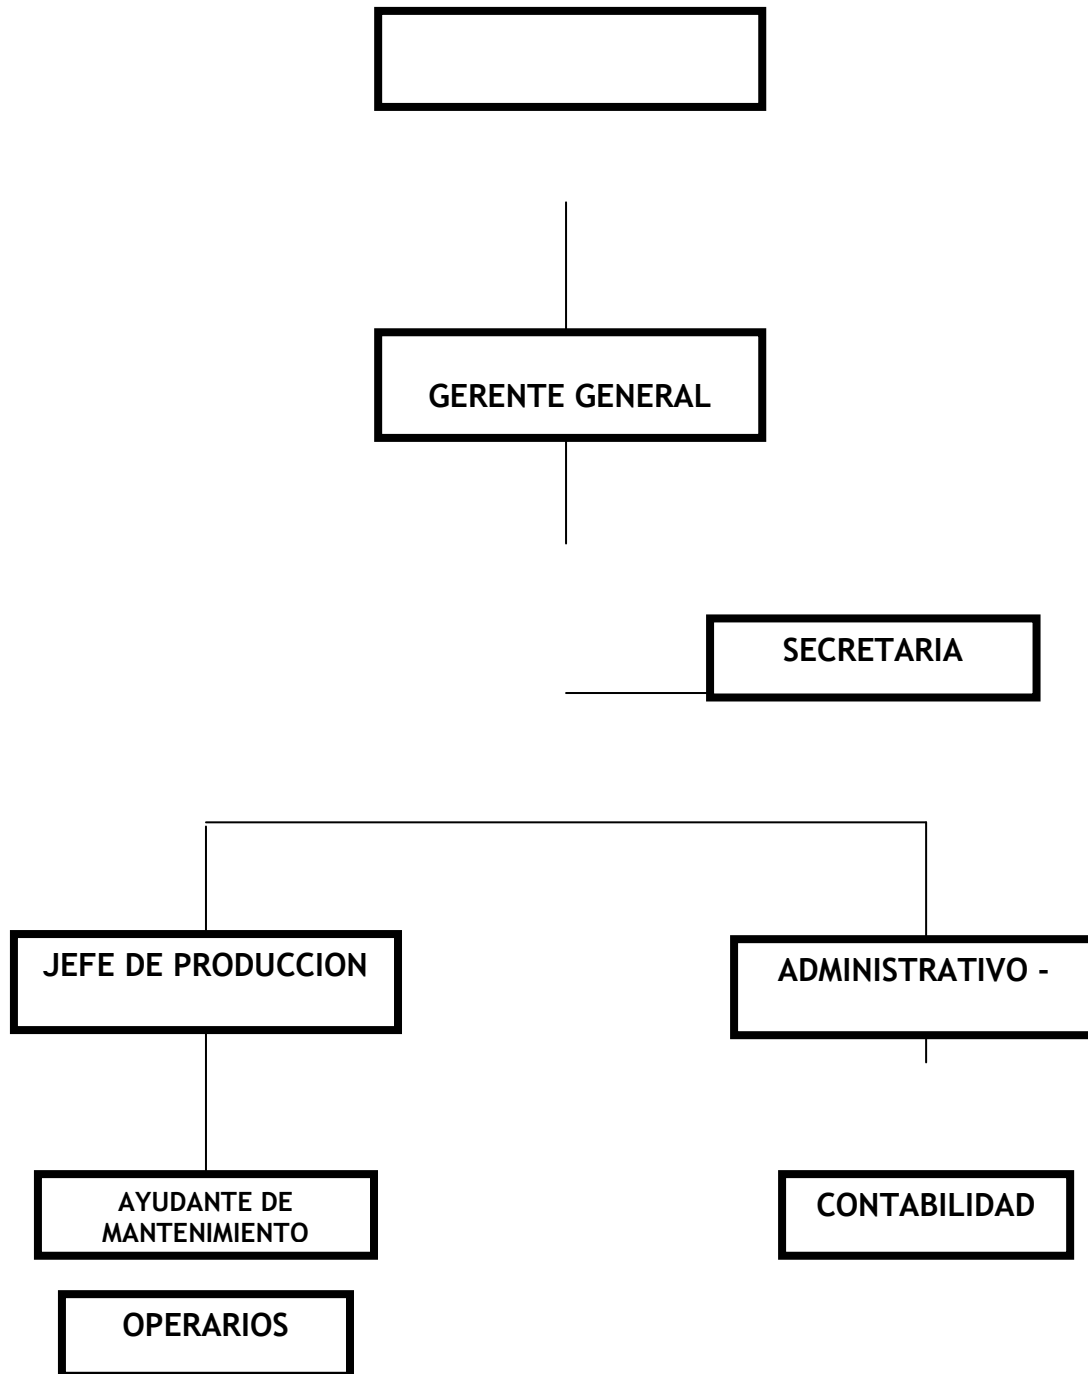 GERENTE GENERAL
SECRETARIA
JEFE DE PRODUCCION
ADMINISTRATIVO -
AYUDANTE DE
MANTENIMIENTO
CONTABILIDAD
OPERARIOS